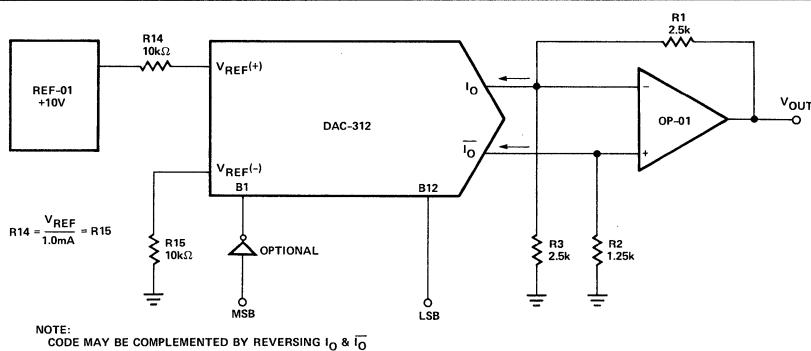 R1
2.5k
R14
10kΩ
REF-01
+10V
VREF(+)
IO
−
OP-01
VOUT
DAC-312
I̅O̅
+
VREF(−)
B1
B12
R14 = VREF / 1.0mA = R15
R15
10kΩ
OPTIONAL
R3
2.5k
R2
1.25k
MSB
LSB
NOTE:
CODE MAY BE COMPLEMENTED BY REVERSING IO & I̅O̅